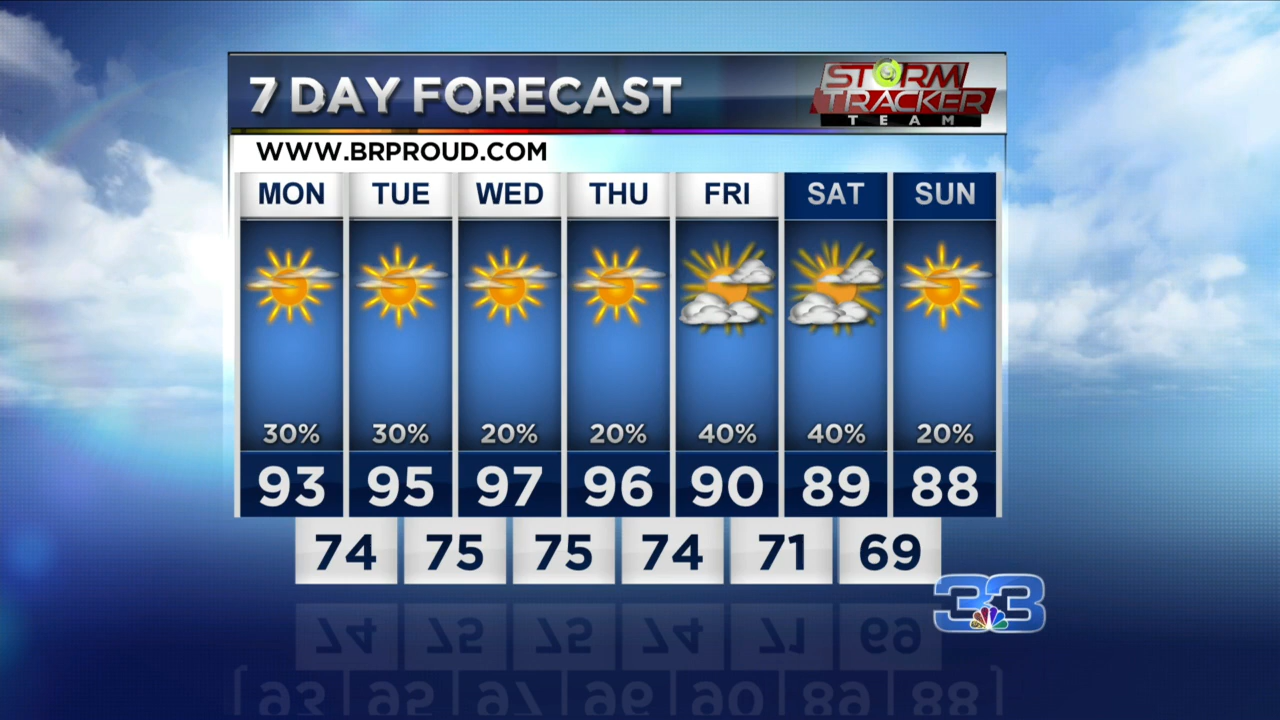 7 DAY FORECAST
STORM
TRACKER
TEAM
WWW.BRPROUD.COM
MON TUE WED THU FRI SAT SUN
30% 30% 20% 20% 40% 40% 20%
93 95 97 96 90 89 88
74 75 75 74 71 69
33